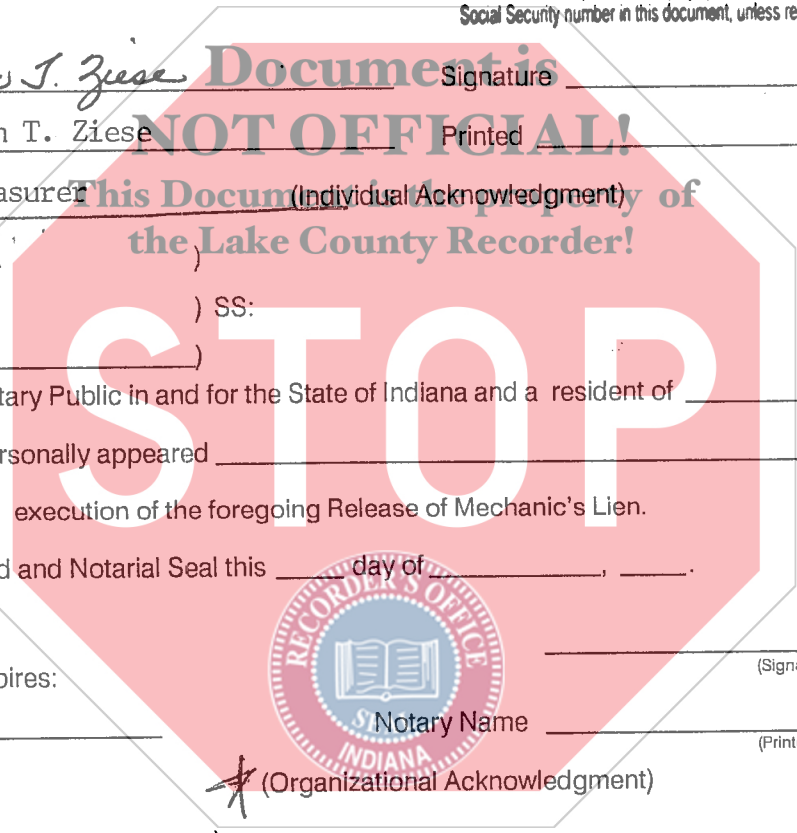 Social Security number in this document, unless re
J. Ziese Document is Signature
n T. Ziese NOT OFFICIAL! Printed
asurer This Document is the property of (Individual Acknowledgment)
the Lake County Recorder!
)
) SS:
)
STOP
tary Public in and for the State of Indiana and a resident of
rsonally appeared
execution of the foregoing Release of Mechanic's Lien.
d and Notarial Seal this day of , .
RECORDER'S OFFICE
SEAL
INDIANA
(Signa
pires:
Notary Name
(Print
(Organizational Acknowledgment)